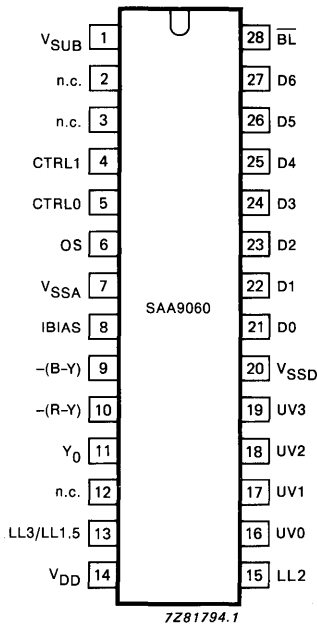 V_SUB 1 28 B̅L̅
n.c. 2 27 D6
n.c. 3 26 D5
CTRL1 4 25 D4
CTRL0 5 24 D3
OS 6 23 D2
V_SSA 7 22 D1
SAA9060
IBIAS 8 21 D0
–(B–Y) 9 20 V_SSD
–(R–Y) 10 19 UV3
Y_0 11 18 UV2
n.c. 12 17 UV1
LL3/LL1.5 13 16 UV0
V_DD 14 15 LL2
7Z81794.1